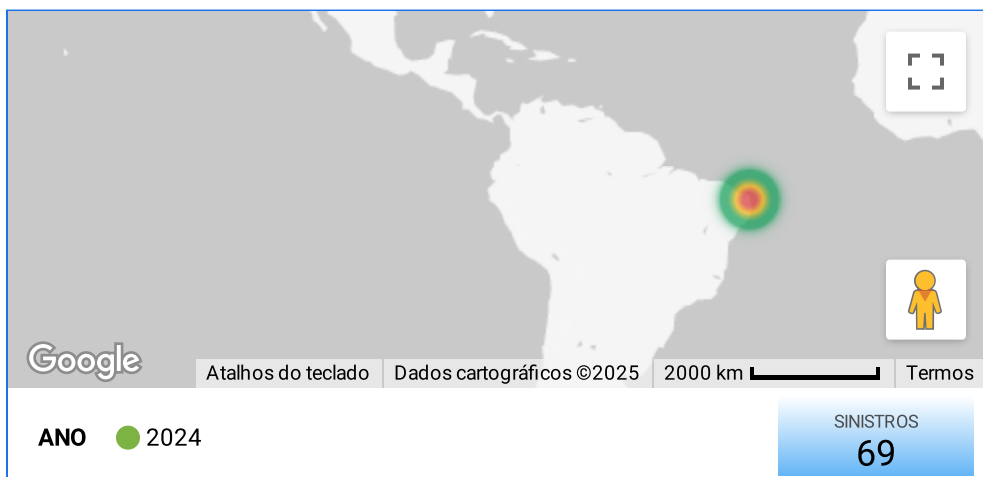 Google
Atalhos do teclado
Dados cartográficos ©2025
2000 km
Termos
ANO
2024
SINISTROS
69